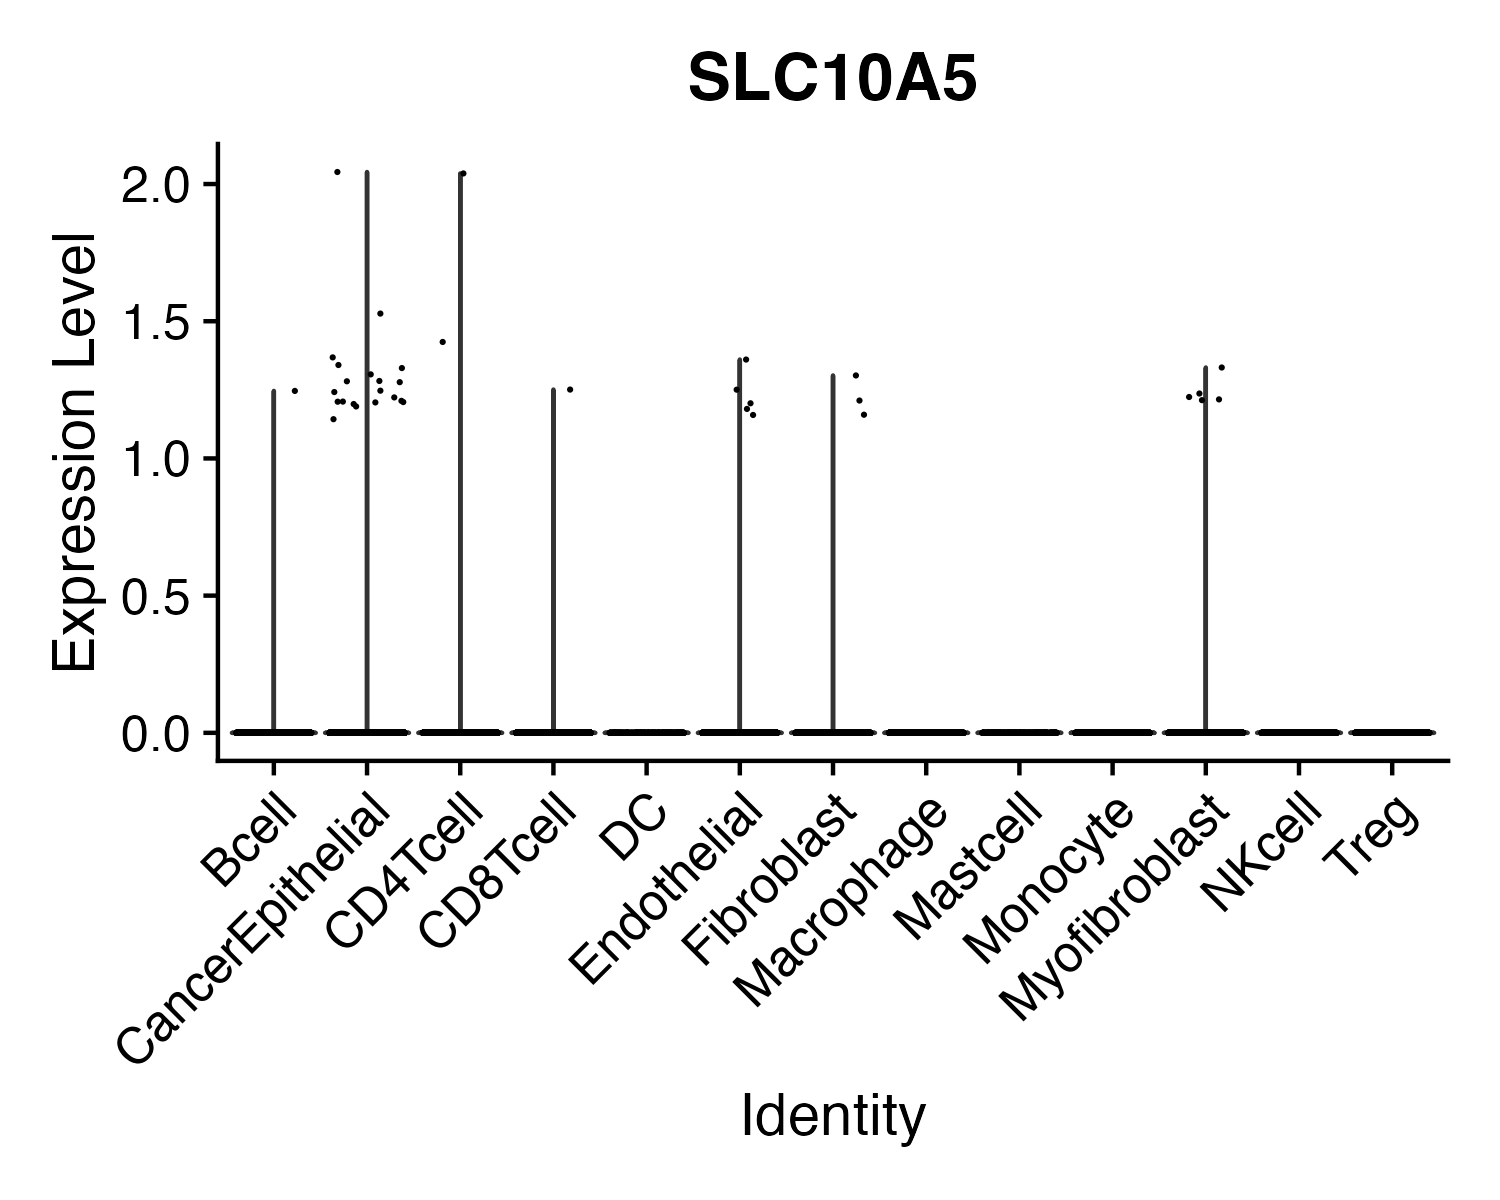 SLC10A5
Expression Level
2.0
1.5
1.0
0.5
0.0
Bcell
CancerEpithelial
CD4Tcell
CD8Tcell
DC
Endothelial
Fibroblast
Macrophage
Mastcell
Monocyte
Myofibroblast
NKcell
Treg
Identity